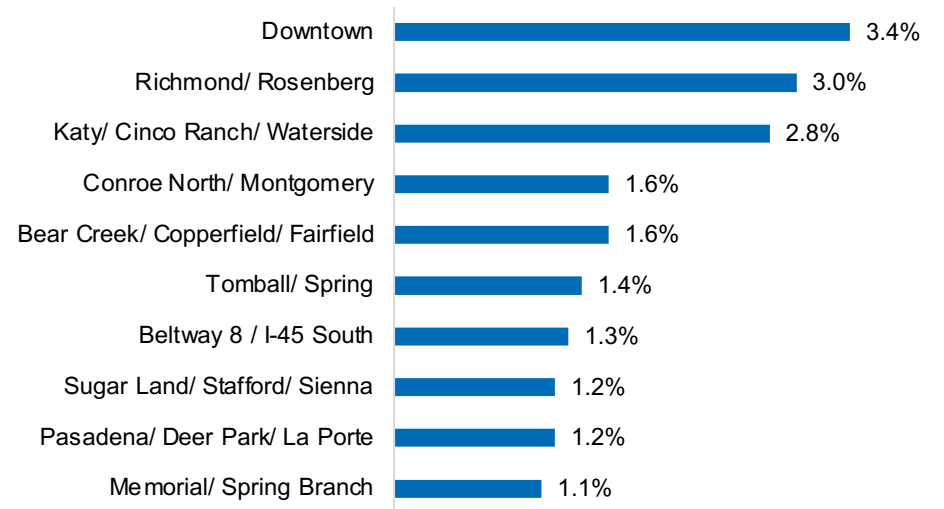 Downtown 3.4%
Richmond/ Rosenberg 3.0%
Katy/ Cinco Ranch/ Waterside 2.8%
Conroe North/ Montgomery 1.6%
Bear Creek/ Copperfield/ Fairfield 1.6%
Tomball/ Spring 1.4%
Beltway 8 / I-45 South 1.3%
Sugar Land/ Stafford/ Sienna 1.2%
Pasadena/ Deer Park/ La Porte 1.2%
Memorial/ Spring Branch 1.1%